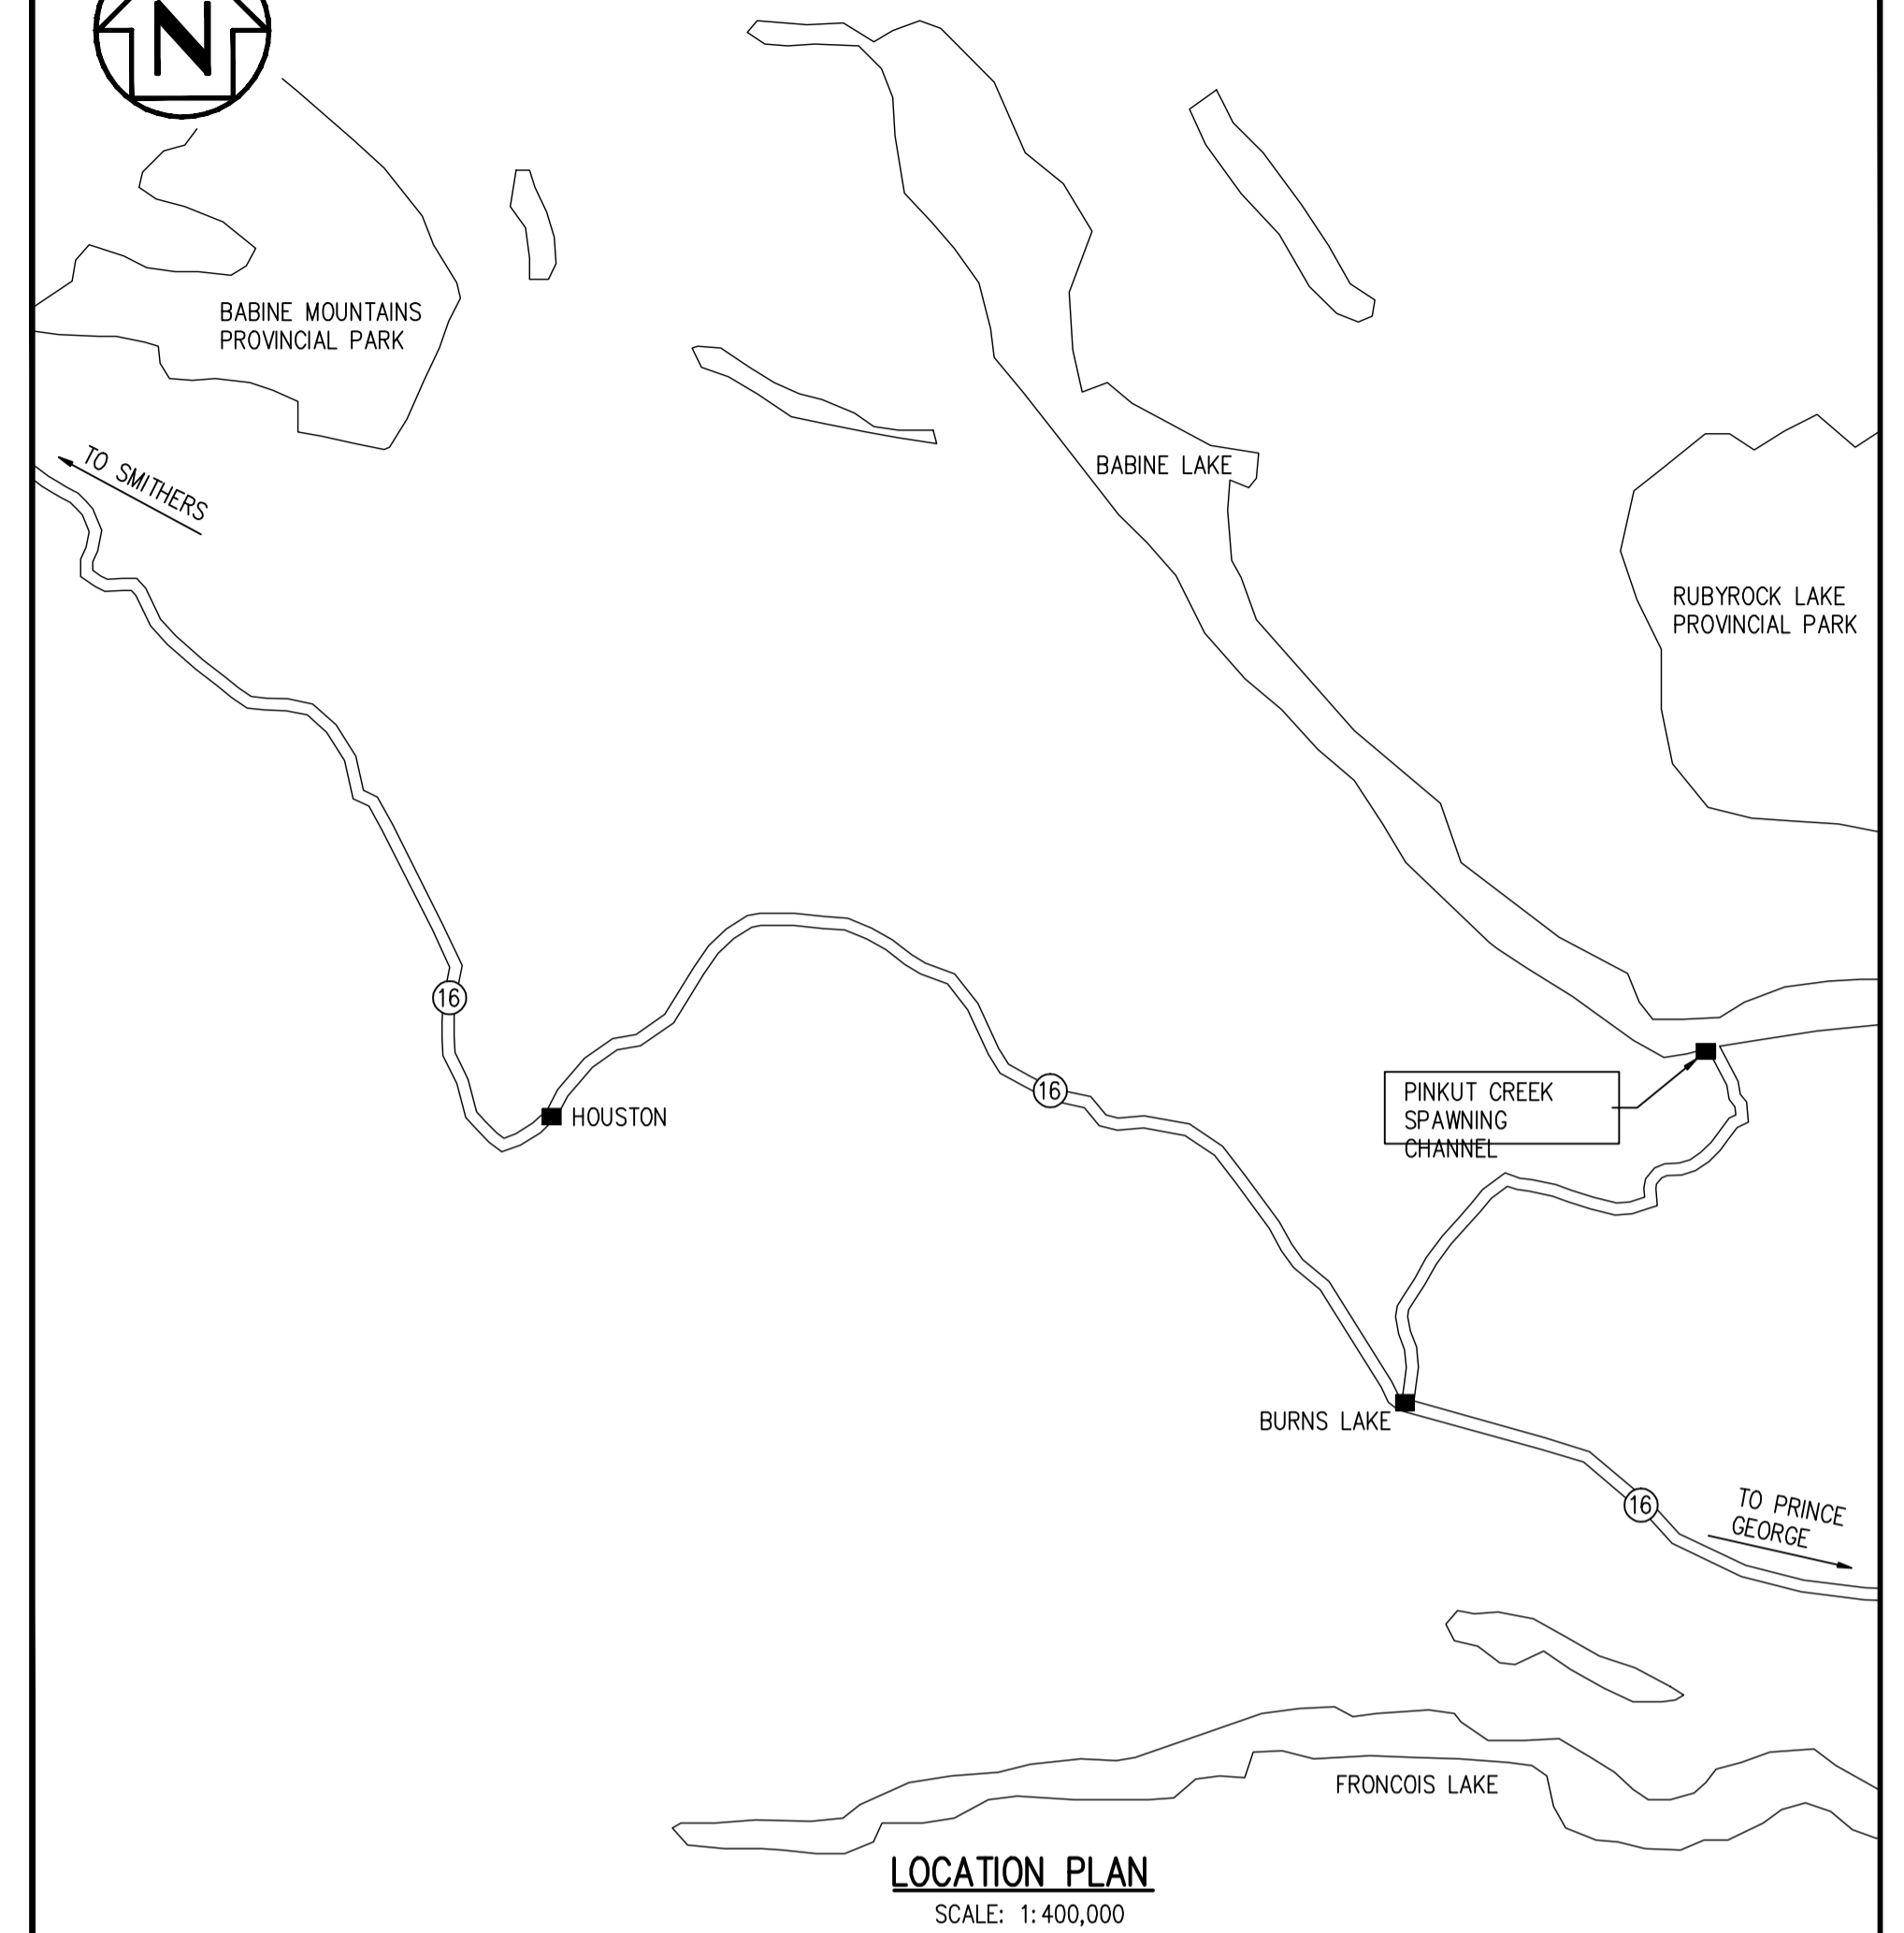 N
BABINE MOUNTAINS
PROVINCIAL PARK
TO SMITHERS
BABINE LAKE
RUBYROCK LAKE
PROVINCIAL PARK
16
16
HOUSTON
PINKUT CREEK
SPAWNING
CHANNEL
BURNS LAKE
16
TO PRINCE
GEORGE
FRONCOIS LAKE
LOCATION PLAN
SCALE: 1:400,000